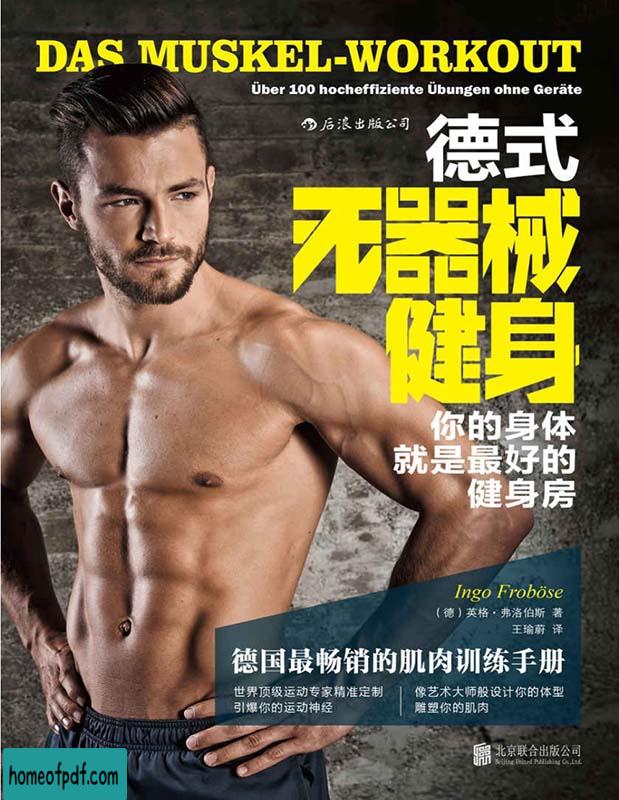 DAS MUSKEL-WORKOUT
Über 100 hocheffiziente Übungen ohne Geräte
后浪出版公司
德式
无器械
健身
你的身体
就是最好的
健身房
Ingo Froböse
（德）英格·弗洛伯斯 著
王瑜蔚 译
德国最畅销的肌肉训练手册
世界顶级运动专家精准定制
引爆你的运动神经
像艺术大师般设计你的体型
雕塑你的肌肉
北京联合出版公司
Beijing United Publishing Co.,Ltd.
homeofpdf.com